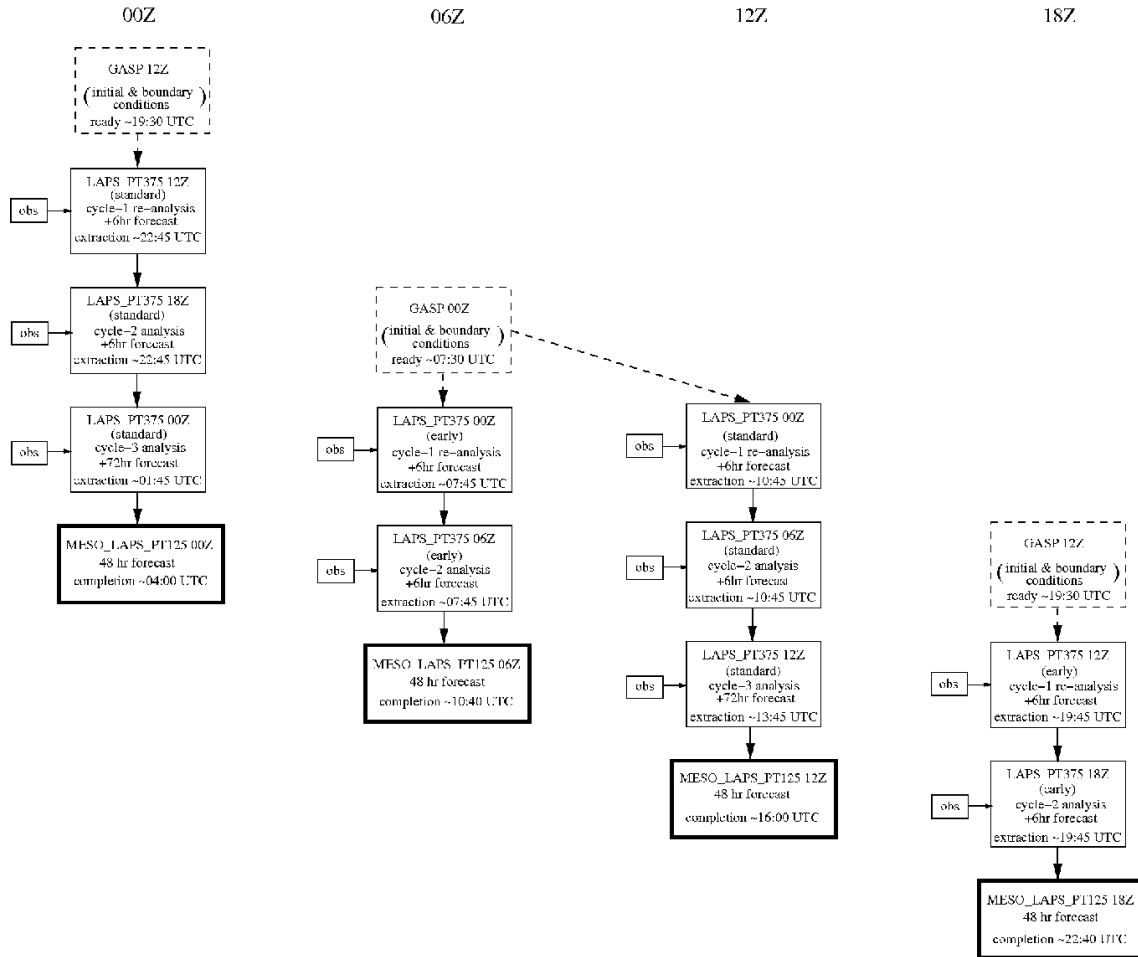 00Z
06Z
12Z
18Z
GASP 12Z
(initial & boundary
conditions)
ready ~19:30 UTC
LAPS_PT375 12Z
(standard)
cycle-1 re-analysis
+6hr forecast
extraction ~22:45 UTC
obs
LAPS_PT375 18Z
(standard)
cycle-2 analysis
+6hr forecast
extraction ~22:45 UTC
obs
LAPS_PT375 00Z
(standard)
cycle-3 analysis
+72hr forecast
extraction ~01:45 UTC
obs
MESO_LAPS_PT125 00Z
48 hr forecast
completion ~04:00 UTC
GASP 00Z
(initial & boundary
conditions)
ready ~07:30 UTC
LAPS_PT375 00Z
(early)
cycle-1 re-analysis
+6hr forecast
extraction ~07:45 UTC
obs
LAPS_PT375 06Z
(early)
cycle-2 analysis
+6hr forecast
extraction ~07:45 UTC
obs
MESO_LAPS_PT125 06Z
48 hr forecast
completion ~10:40 UTC
LAPS_PT375 00Z
(standard)
cycle-1 re-analysis
+6hr forecast
extraction ~10:45 UTC
obs
LAPS_PT375 06Z
(standard)
cycle-2 analysis
+6hr forecast
extraction ~10:45 UTC
obs
LAPS_PT375 12Z
(standard)
cycle-3 analysis
+72hr forecast
extraction ~13:45 UTC
obs
MESO_LAPS_PT125 12Z
48 hr forecast
completion ~16:00 UTC
GASP 12Z
(initial & boundary
conditions)
ready ~19:30 UTC
LAPS_PT375 12Z
(early)
cycle-1 re-analysis
+6hr forecast
extraction ~19:45 UTC
obs
LAPS_PT375 18Z
(early)
cycle-2 analysis
+6hr forecast
extraction ~19:45 UTC
obs
MESO_LAPS_PT125 18Z
48 hr forecast
completion ~22:40 UTC